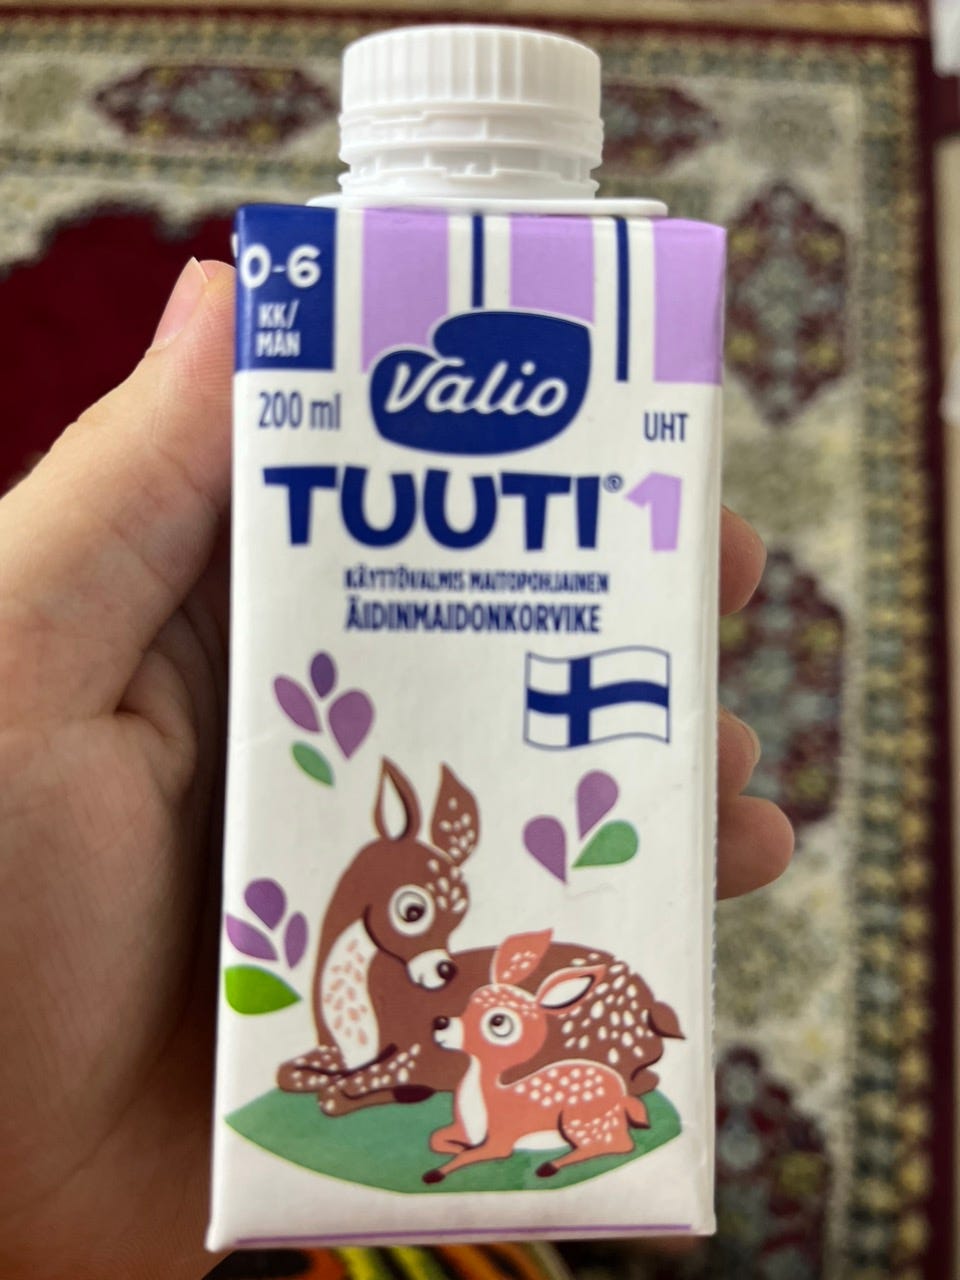 0-6
KK/
MÅN
200 ml
Valio
UHT
TUUTI® 1
KÄYTTÖVALMIS MAITOPOHJAINEN
ÄIDINMAIDONKORVIKE